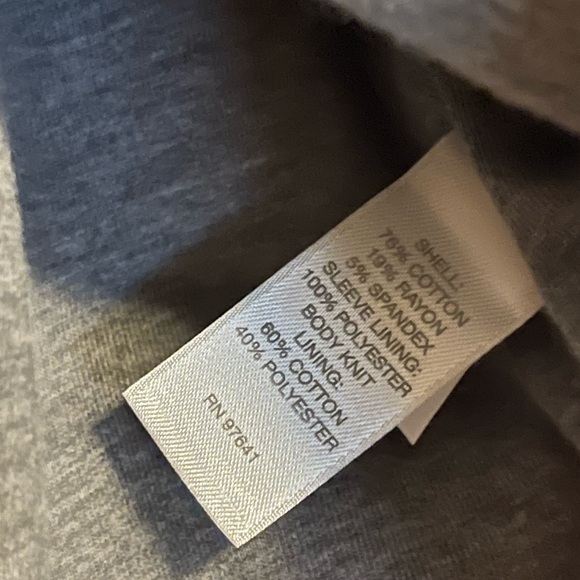 SHELL:
76% COTTON
19% RAYON
5% SPANDEX
SLEEVE LINING:
100% POLYESTER
BODY KNIT
LINING:
60% COTTON
40% POLYESTER
RN 97641